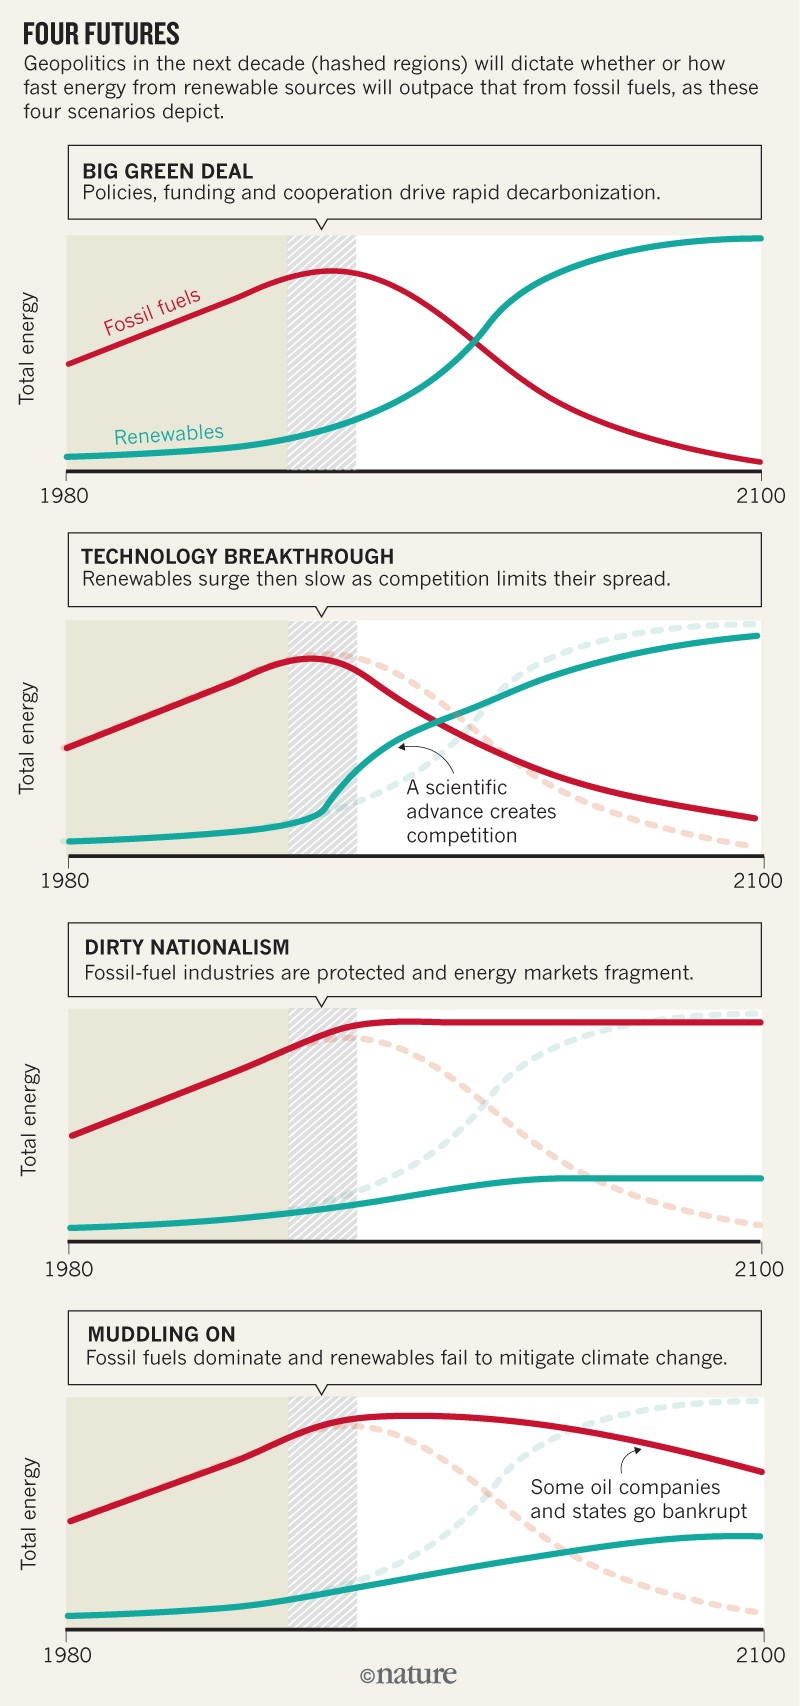 FOUR FUTURES
Geopolitics in the next decade (hashed regions) will dictate whether or how
fast energy from renewable sources will outpace that from fossil fuels, as these
four scenarios depict.
BIG GREEN DEAL
Policies, funding and cooperation drive rapid decarbonization.
Total energy
Fossil fuels
Renewables
1980
2100
TECHNOLOGY BREAKTHROUGH
Renewables surge then slow as competition limits their spread.
Total energy
A scientific
advance creates
competition
1980
2100
DIRTY NATIONALISM
Fossil-fuel industries are protected and energy markets fragment.
Total energy
1980
2100
MUDDLING ON
Fossil fuels dominate and renewables fail to mitigate climate change.
Total energy
Some oil companies
and states go bankrupt
1980
2100
©nature